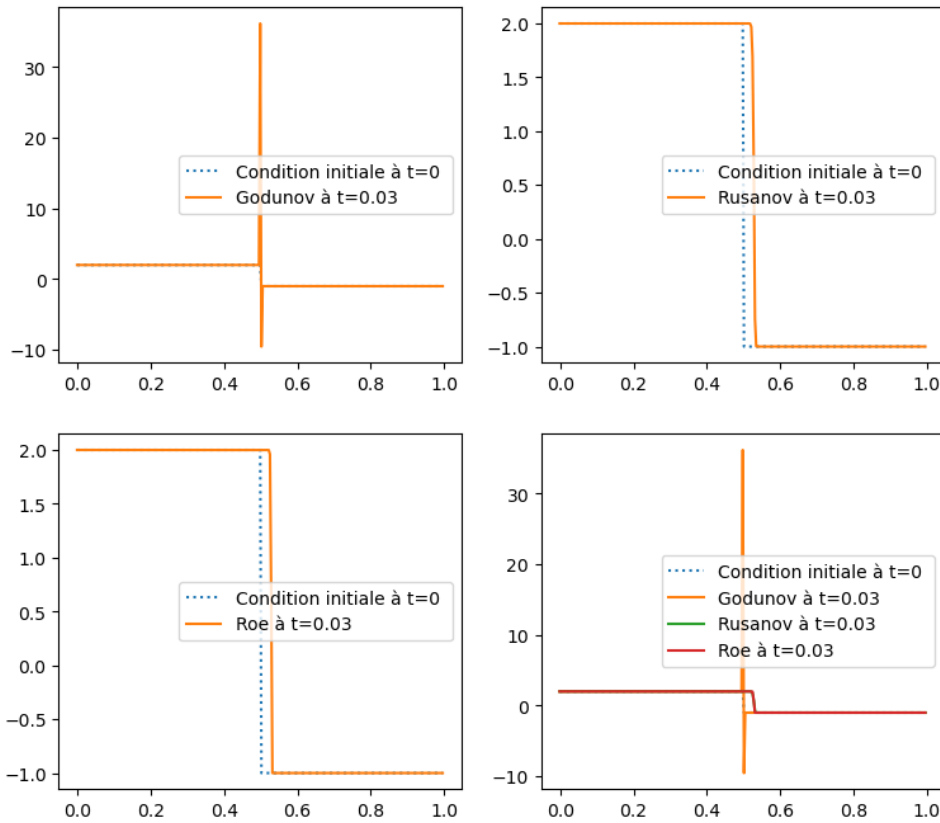 30
20
10
0
−10
0.0 0.2 0.4 0.6 0.8 1.0
Condition initiale à t=0
Godunov à t=0.03
2.0
1.5
1.0
0.5
0.0
−0.5
−1.0
0.0 0.2 0.4 0.6 0.8 1.0
Condition initiale à t=0
Rusanov à t=0.03
2.0
1.5
1.0
0.5
0.0
−0.5
−1.0
0.0 0.2 0.4 0.6 0.8 1.0
Condition initiale à t=0
Roe à t=0.03
30
20
10
0
−10
0.0 0.2 0.4 0.6 0.8 1.0
Condition initiale à t=0
Godunov à t=0.03
Rusanov à t=0.03
Roe à t=0.03